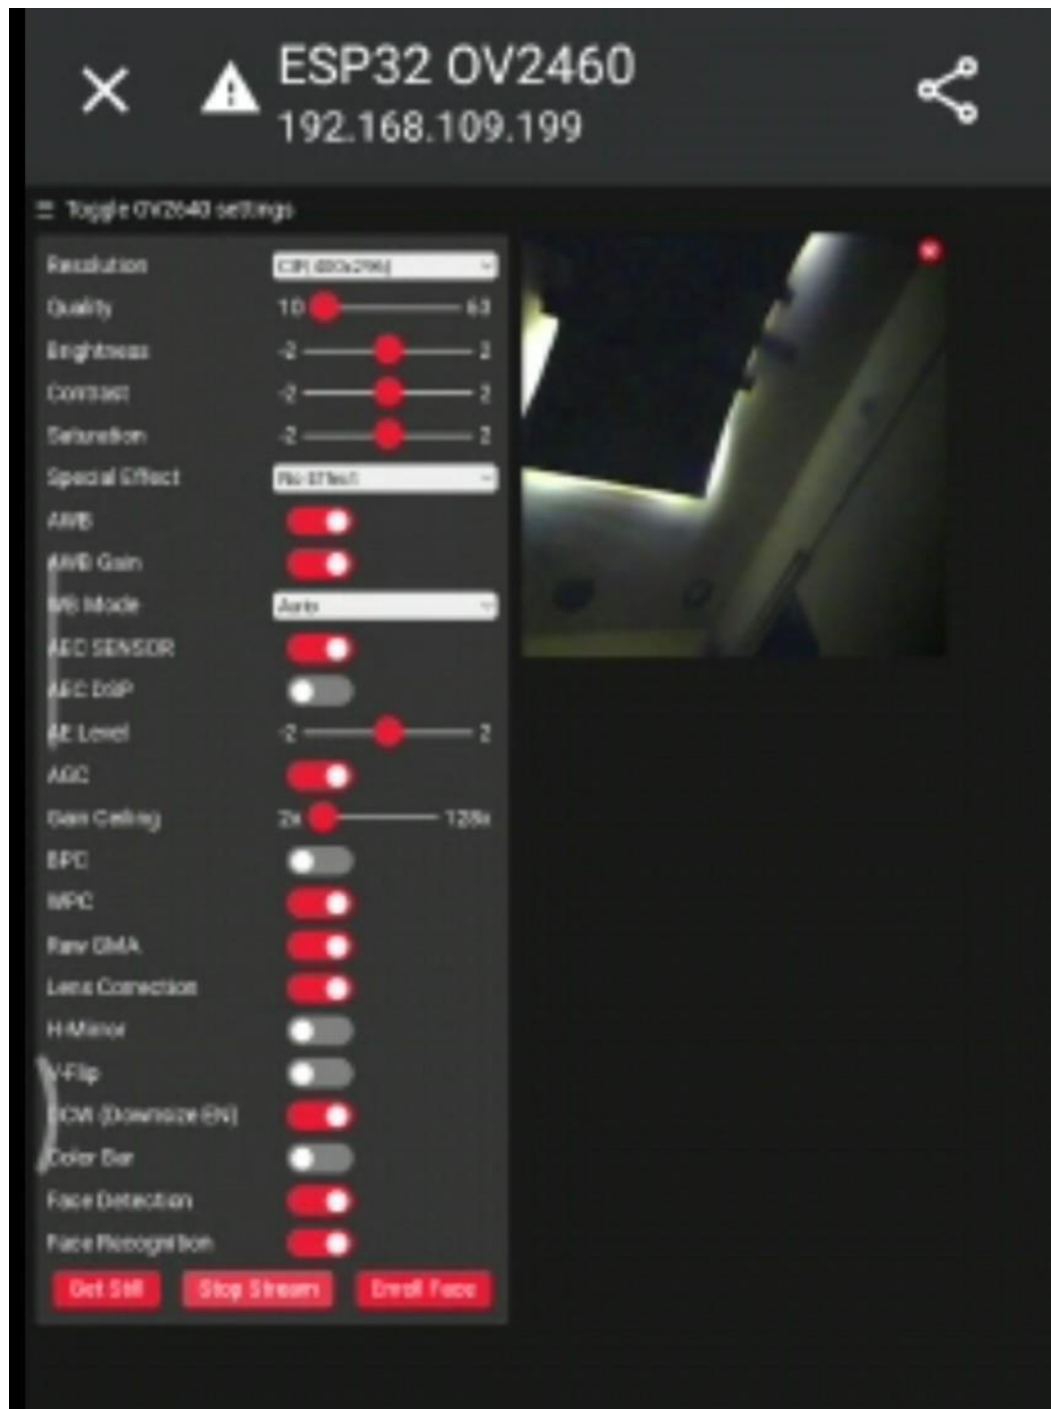 ESP32 OV2460
192.168.109.199
Toggle OV2640 settings
Resolution CIF(400x296)
Quality 10 63
Brightness -2 2
Contrast -2 2
Saturation -2 2
Special Effect No Effect
AWB
AWB Gain
WB Mode Auto
AEC SENSOR
AEC DSP
AE Level -2 2
AGC
Gain Ceiling 2x 128x
BPC
WPC
Raw GMA
Lens Correction
H-Mirror
V-Flip
DCW (Downsize EN)
Color Bar
Face Detection
Face Recognition
Get Still Stop Stream Enroll Face